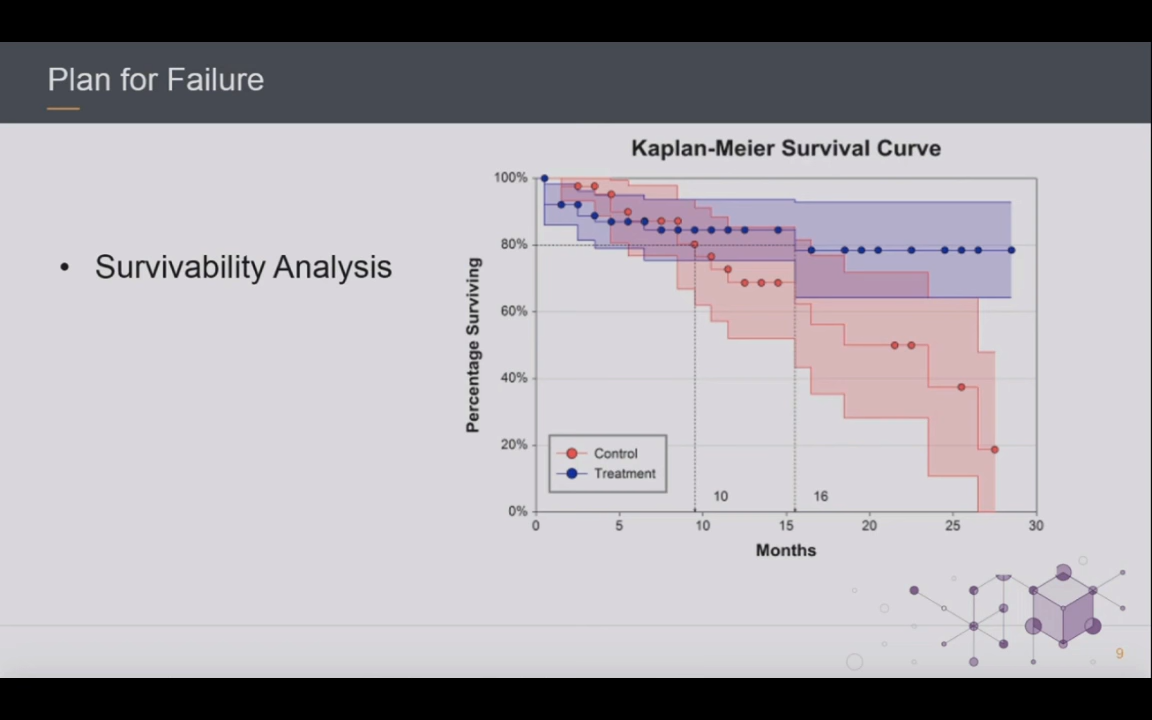 Plan for Failure
• Survivability Analysis
Kaplan-Meier Survival Curve
Percentage Surviving
100%
80%
60%
40%
20%
0%
Control
Treatment
10
16
0 5 10 15 20 25 30
Months
9